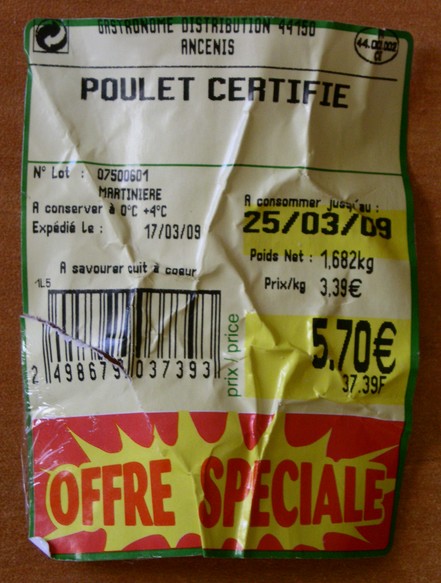 GASTRONOME DISTRIBUTION 44150
ANCENIS
POULET CERTIFIE
N° Lot : 07500601
MARTINIERE
A conserver à 0°C +4°C
Expédié Le : 17/03/09
A savourer cuit à coeur
A consommer jusqu'au :
25/03/09
Poids Net : 1,682kg
Prix/kg 3.39€
1L5
2 498679 037393
prix / price
5.70€
37.39F
OFFRE SPECIALE